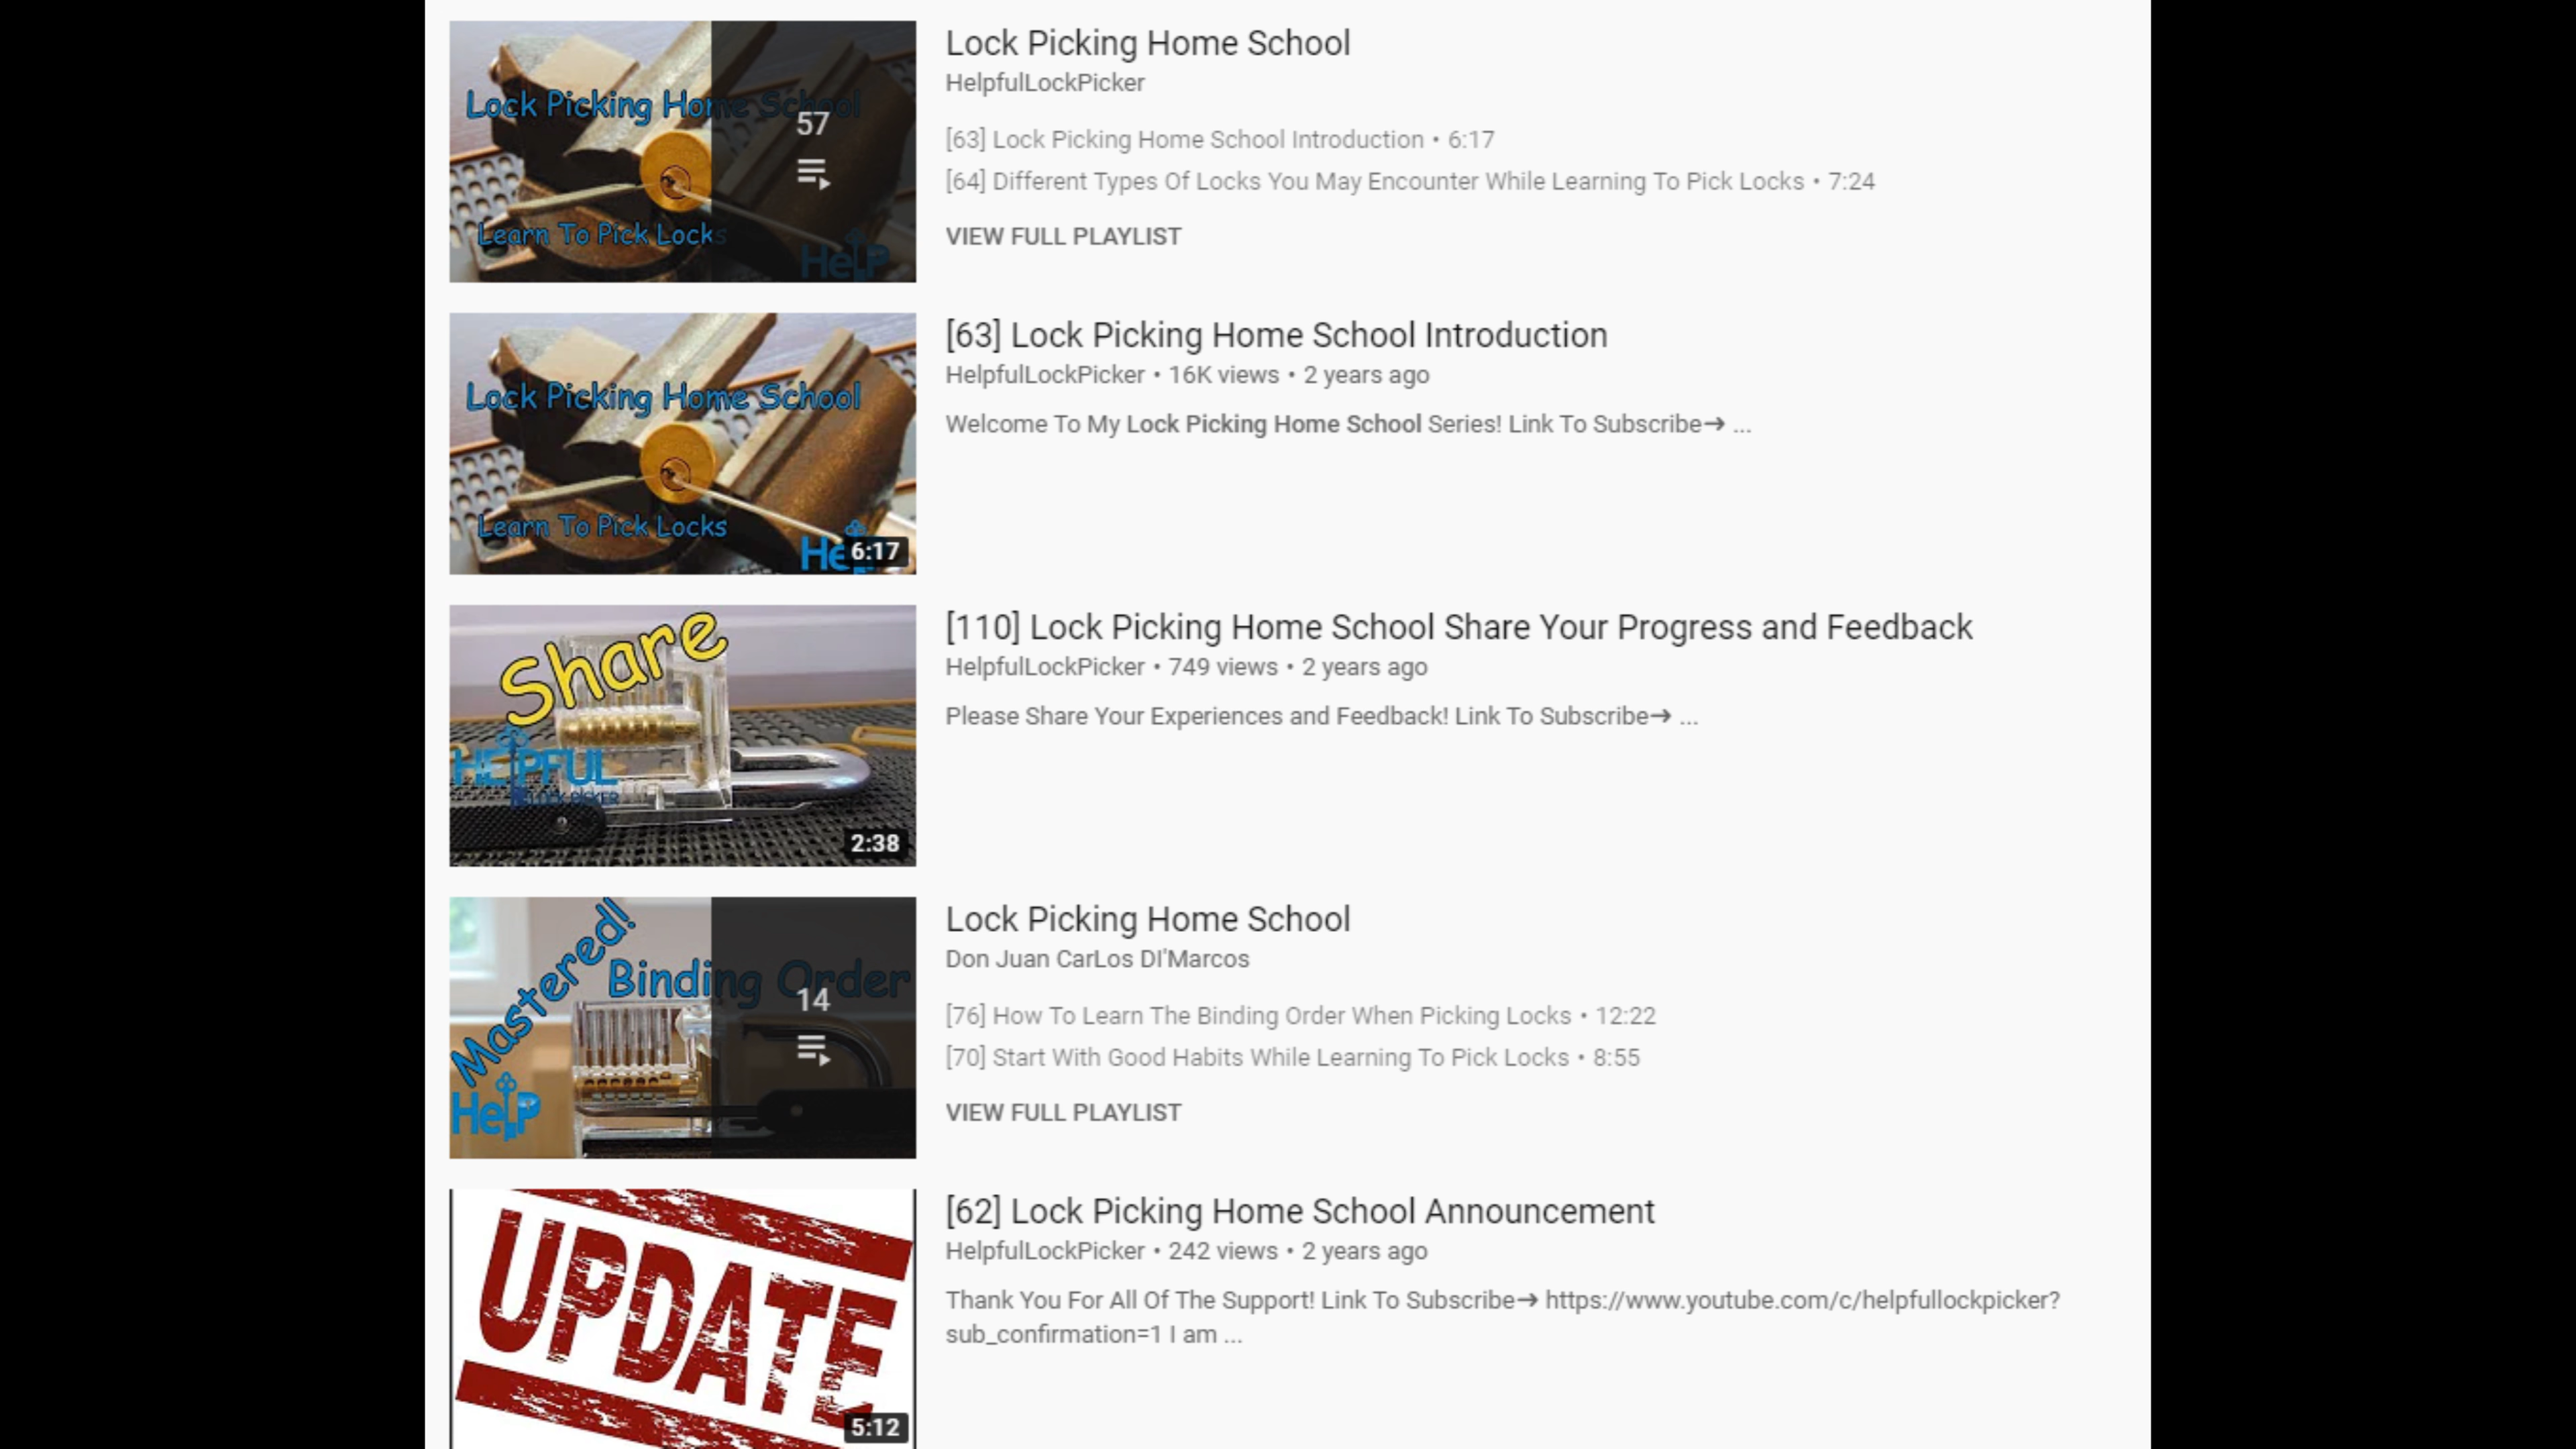 Lock Picking Home School
57
Learn To Pick Locks
HeLP
Lock Picking Home School
HelpfulLockPicker
[63] Lock Picking Home School Introduction • 6:17
[64] Different Types Of Locks You May Encounter While Learning To Pick Locks • 7:24
VIEW FULL PLAYLIST
Lock Picking Home School
Learn To Pick Locks
He
6:17
[63] Lock Picking Home School Introduction
HelpfulLockPicker • 16K views • 2 years ago
Welcome To My Lock Picking Home School Series! Link To Subscribe➔ ...
Share
HELPFUL
LOCK PICKER
2:38
[110] Lock Picking Home School Share Your Progress and Feedback
HelpfulLockPicker • 749 views • 2 years ago
Please Share Your Experiences and Feedback! Link To Subscribe➔ ...
Mastered!
Binding Order
14
HeLP
Lock Picking Home School
Don Juan CarLos DI'Marcos
[76] How To Learn The Binding Order When Picking Locks • 12:22
[70] Start With Good Habits While Learning To Pick Locks • 8:55
VIEW FULL PLAYLIST
UPDATE
5:12
[62] Lock Picking Home School Announcement
HelpfulLockPicker • 242 views • 2 years ago
Thank You For All Of The Support! Link To Subscribe➔ https://www.youtube.com/c/helpfullockpicker?
sub_confirmation=1 I am ...